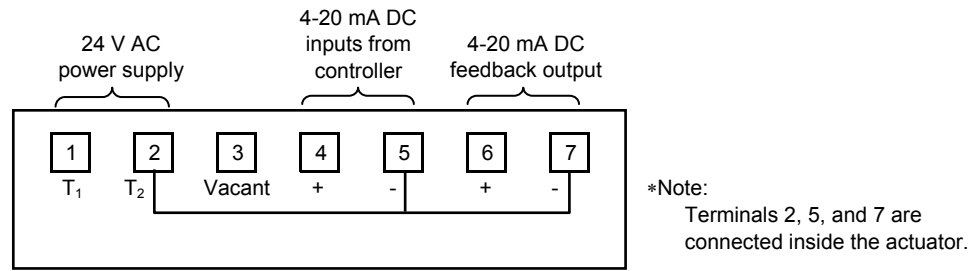 24 V AC
power supply
4-20 mA DC
inputs from
controller
4-20 mA DC
feedback output
1 2 3 4 5 6 7
T₁ T₂ Vacant + - + -
*Note:
Terminals 2, 5, and 7 are
connected inside the actuator.